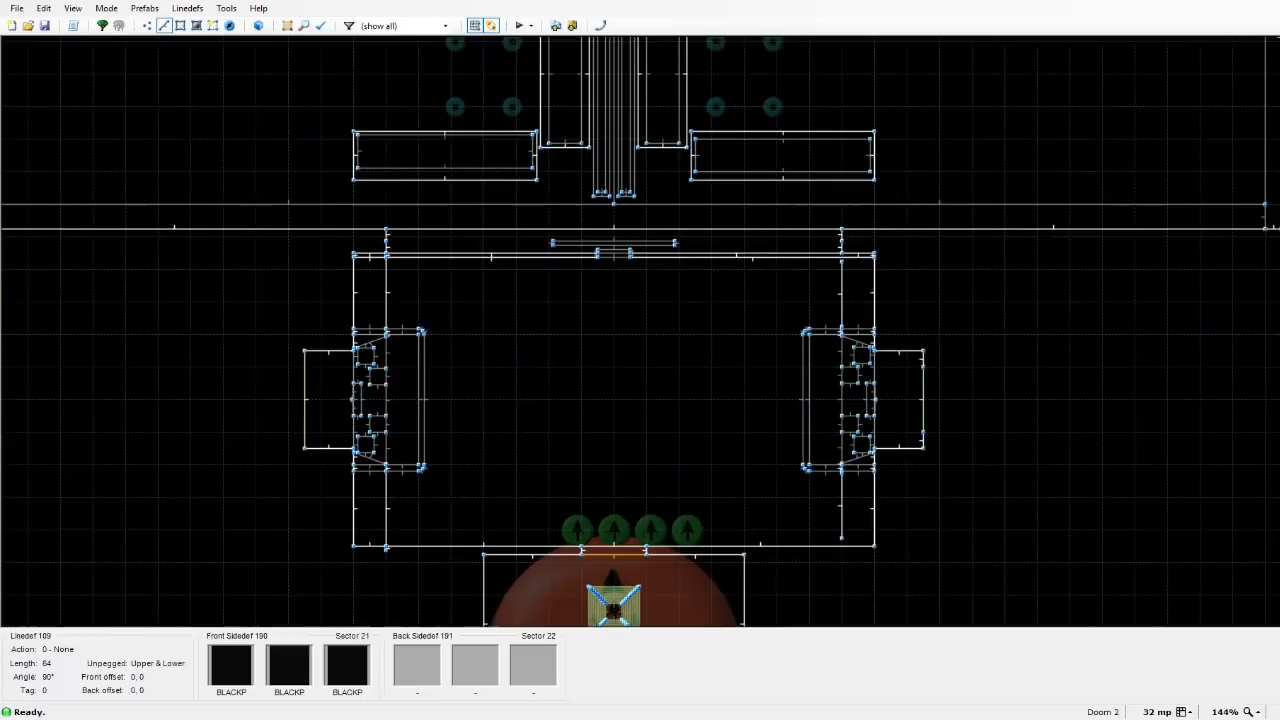 File Edit View Mode Prefabs Linedefs Tools Help
(show all)
Linedef 109
Action: 0 - None
Length: 64 Unpegged: Upper & Lower
Angle: 90° Front offset: 0, 0
Tag: 0 Back offset: 0, 0
Front Sidedef 190 Sector 21
BLACKP BLACKP BLACKP
Back Sidedef 191 Sector 22
- - -
Ready. Doom 2 32 mp 144%